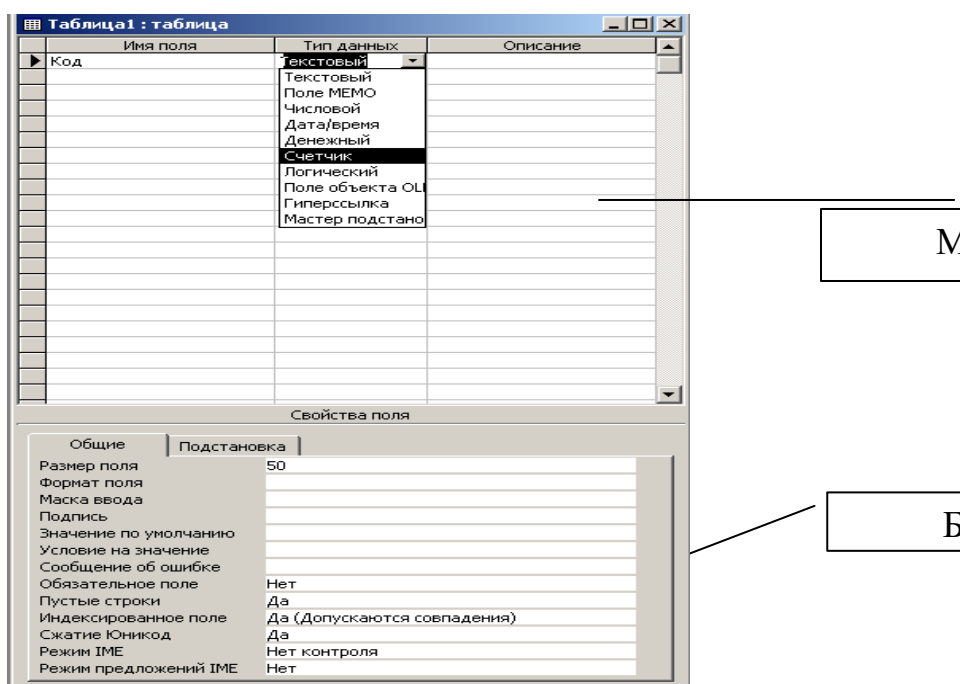 Таблица1 : таблица
Имя поля Тип данных Описание
Код Текстовый
Текстовый
Поле МЕМО
Числовой
Дата/время
Денежный
Счетчик
Логический
Поле объекта OLE
Гиперссылка
Мастер подстано
М
Свойства поля
Общие Подстановка
Размер поля 50
Формат поля
Маска ввода
Подпись
Значение по умолчанию
Условие на значение
Сообщение об ошибке
Б
Обязательное поле Нет
Пустые строки Да
Индексированное поле Да (Допускаются совпадения)
Сжатие Юникод Да
Режим IME Нет контроля
Режим предложений IME Нет